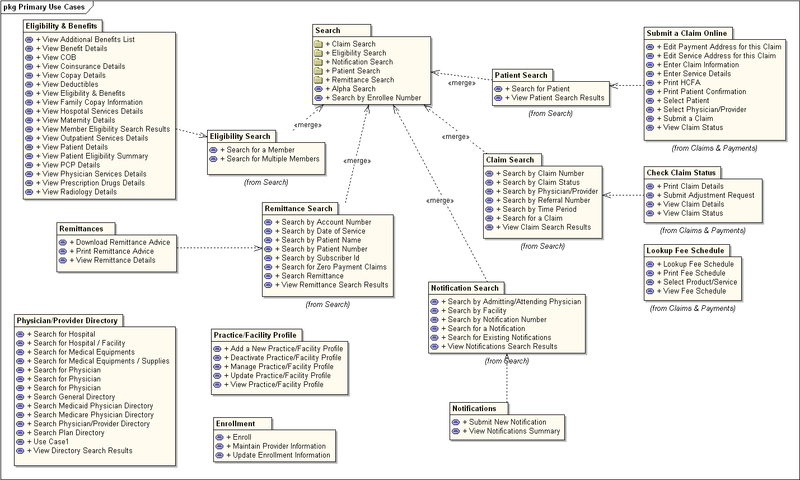 pkg Primary Use Cases
Eligibility & Benefits
+ View Additional Benefits List
+ View Benefit Details
+ View COB
+ View Coinsurance Details
+ View Copay Details
+ View Deductibles
+ View Eligibility & Benefits
+ View Family Copay Information
+ View Hospotal Services Details
+ View Maternity Details
+ View Member Eligibility Search Results
+ View Outpatient Services Details
+ View Patient Details
+ View Patient Eligibility Summary
+ View PCP Details
+ View Physician Services Details
+ View Prescription Drugs Details
+ View Radiology Details
Search
+ Claim Search
+ Eligibility Search
+ Notification Search
+ Patient Search
+ Remittance Search
+ Alpha Search
+ Search by Enrollee Number
Patient Search
+ Search for Patient
+ View Patient Search Results
(from Search)
Submit a Claim Online
+ Edit Payment Address for this Claim
+ Edit Service Address for this Claim
+ Enter Claim Information
+ Enter Service Details
+ Print HCFA
+ Print Patient Confirmation
+ Select Patient
+ Select Physician/Provider
+ Submit a Claim
+ View Claim Status
(from Claims & Payments)
«merge»
«merge»
«merge»
«merge»
«merge»
Eligibility Search
+ Search for a Member
+ Search for Multiple Members
(from Search)
Claim Search
+ Search by Claim Number
+ Search by Claim Status
+ Search by Physician/Provider
+ Search by Referral Number
+ Search by Time Period
+ Search for a Claim
+ View Claim Search Results
(from Search)
Check Claim Status
+ Print Claim Details
+ Submit Adjustment Request
+ View Claim Details
+ View Claim Status
(from Claims & Payments)
Remittances
+ Download Remittance Advice
+ Print Remittance Advice
+ View Remittance Details
Remittance Search
+ Search by Account Number
+ Search by Date of Service
+ Search by Patient Name
+ Search by Patient Number
+ Search by Subscriber Id
+ Search for Zero Payment Claims
+ Search Remittance
+ View Remittance Search Results
(from Search)
Lookup Fee Schedule
+ Lookup Fee Schedule
+ Print Fee Schedule
+ Select Product/Service
+ View Fee Schedule
(from Claims & Payments)
Notification Search
+ Search by Admitting/Attending Physician
+ Search by Facility
+ Search by Notification Number
+ Search for a Notification
+ Search for Existing Notifications
+ View Notifications Search Results
(from Search)
Physician/Provider Directory
+ Search for Hospital
+ Search for Hospital / Facility
+ Search for Medical Equipments
+ Search for Medical Equipments / Supplies
+ Search for Physician
+ Search for Physician
+ Search for Physician
+ Search General Directory
+ Search Medicaid Physician Directory
+ Search Medicare Physician Directory
+ Search Physician/Provider Directory
+ Search Plan Directory
+ Use Case1
+ View Directory Search Results
Practice/Facility Profile
+ Add a New Practice/Facility Profile
+ Deactivate Practice/Facility Profile
+ Manage Practice/Facility Profile
+ Update Practice/Facility Profile
+ View Practice/Facility Profile
Enrollment
+ Enroll
+ Maintain Provider Information
+ Update Enrollment Information
Notifications
+ Submit New Notification
+ View Notifications Summary